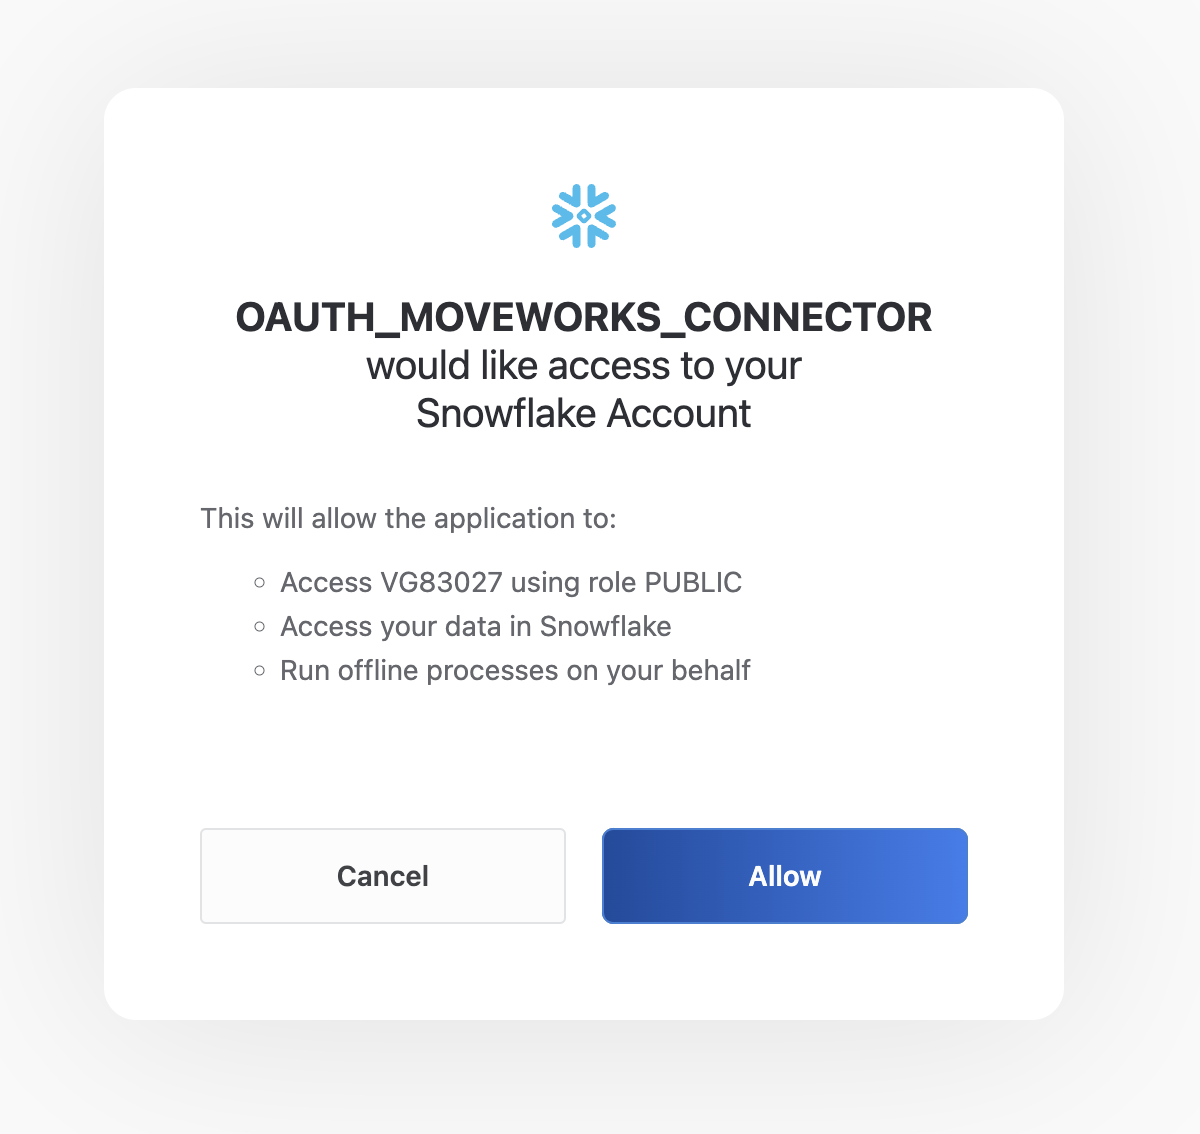 OAUTH_MOVEWORKS_CONNECTOR
would like access to your
Snowflake Account
This will allow the application to:
Access VG83027 using role PUBLIC
Access your data in Snowflake
Run offline processes on your behalf
Cancel
Allow